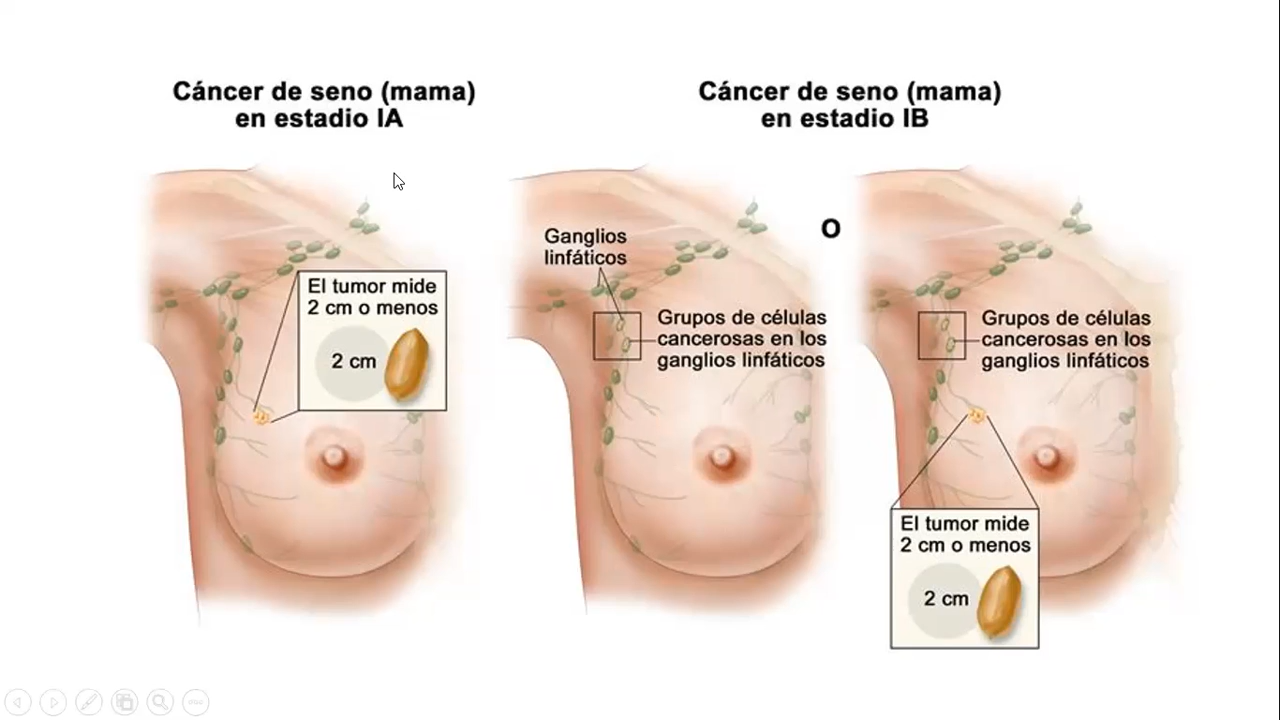 Cáncer de seno (mama)
en estadio IA
El tumor mide
2 cm o menos
2 cm
Cáncer de seno (mama)
en estadio IB
Ganglios
linfáticos
Grupos de células
cancerosas en los
ganglios linfáticos
O
Grupos de células
cancerosas en los
ganglios linfáticos
El tumor mide
2 cm o menos
2 cm